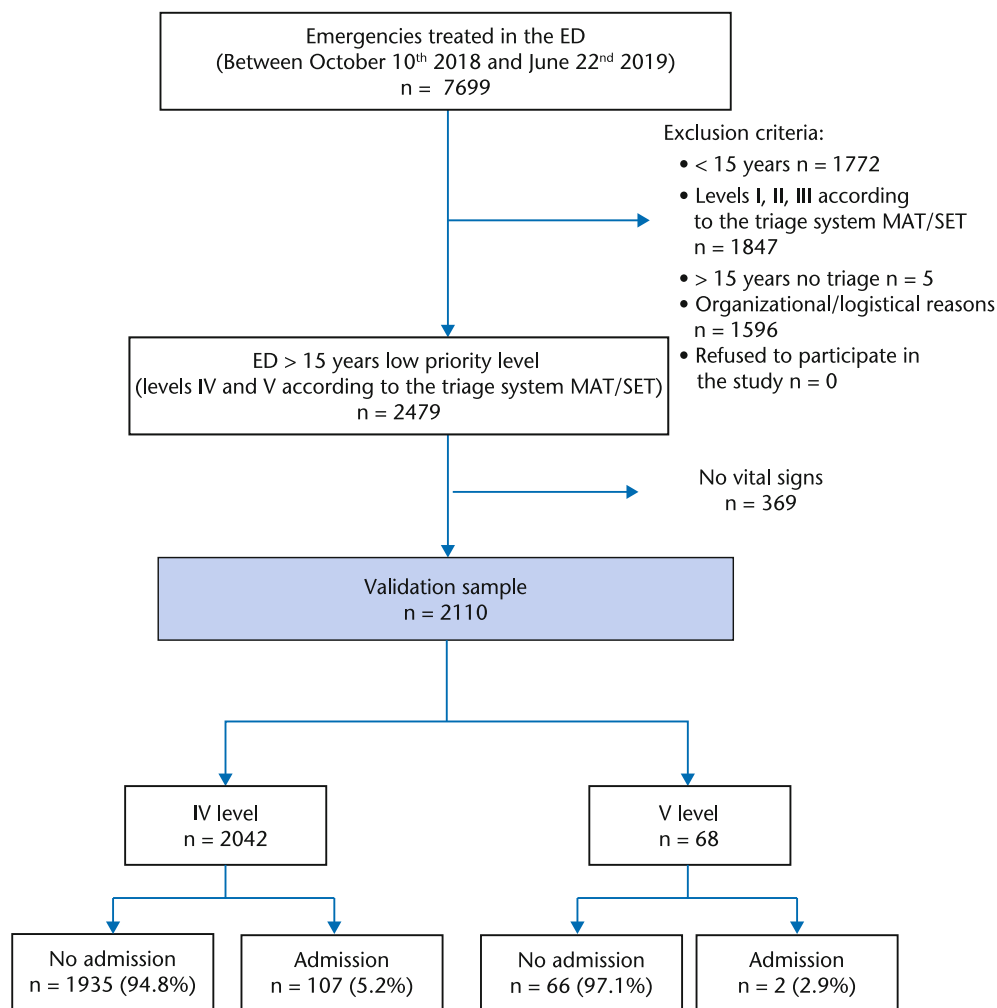 Emergencies treated in the ED
(Between October 10th 2018 and June 22nd 2019)
n = 7699
Exclusion criteria:
• < 15 years n = 1772
• Levels I, II, III according
to the triage system MAT/SET
n = 1847
• > 15 years no triage n = 5
• Organizational/logistical reasons
n = 1596
• Refused to participate in
the study n = 0
ED > 15 years low priority level
(levels IV and V according to the triage system MAT/SET)
n = 2479
No vital signs
n = 369
Validation sample
n = 2110
IV level
n = 2042
V level
n = 68
No admission
n = 1935 (94.8%)
Admission
n = 107 (5.2%)
No admission
n = 66 (97.1%)
Admission
n = 2 (2.9%)